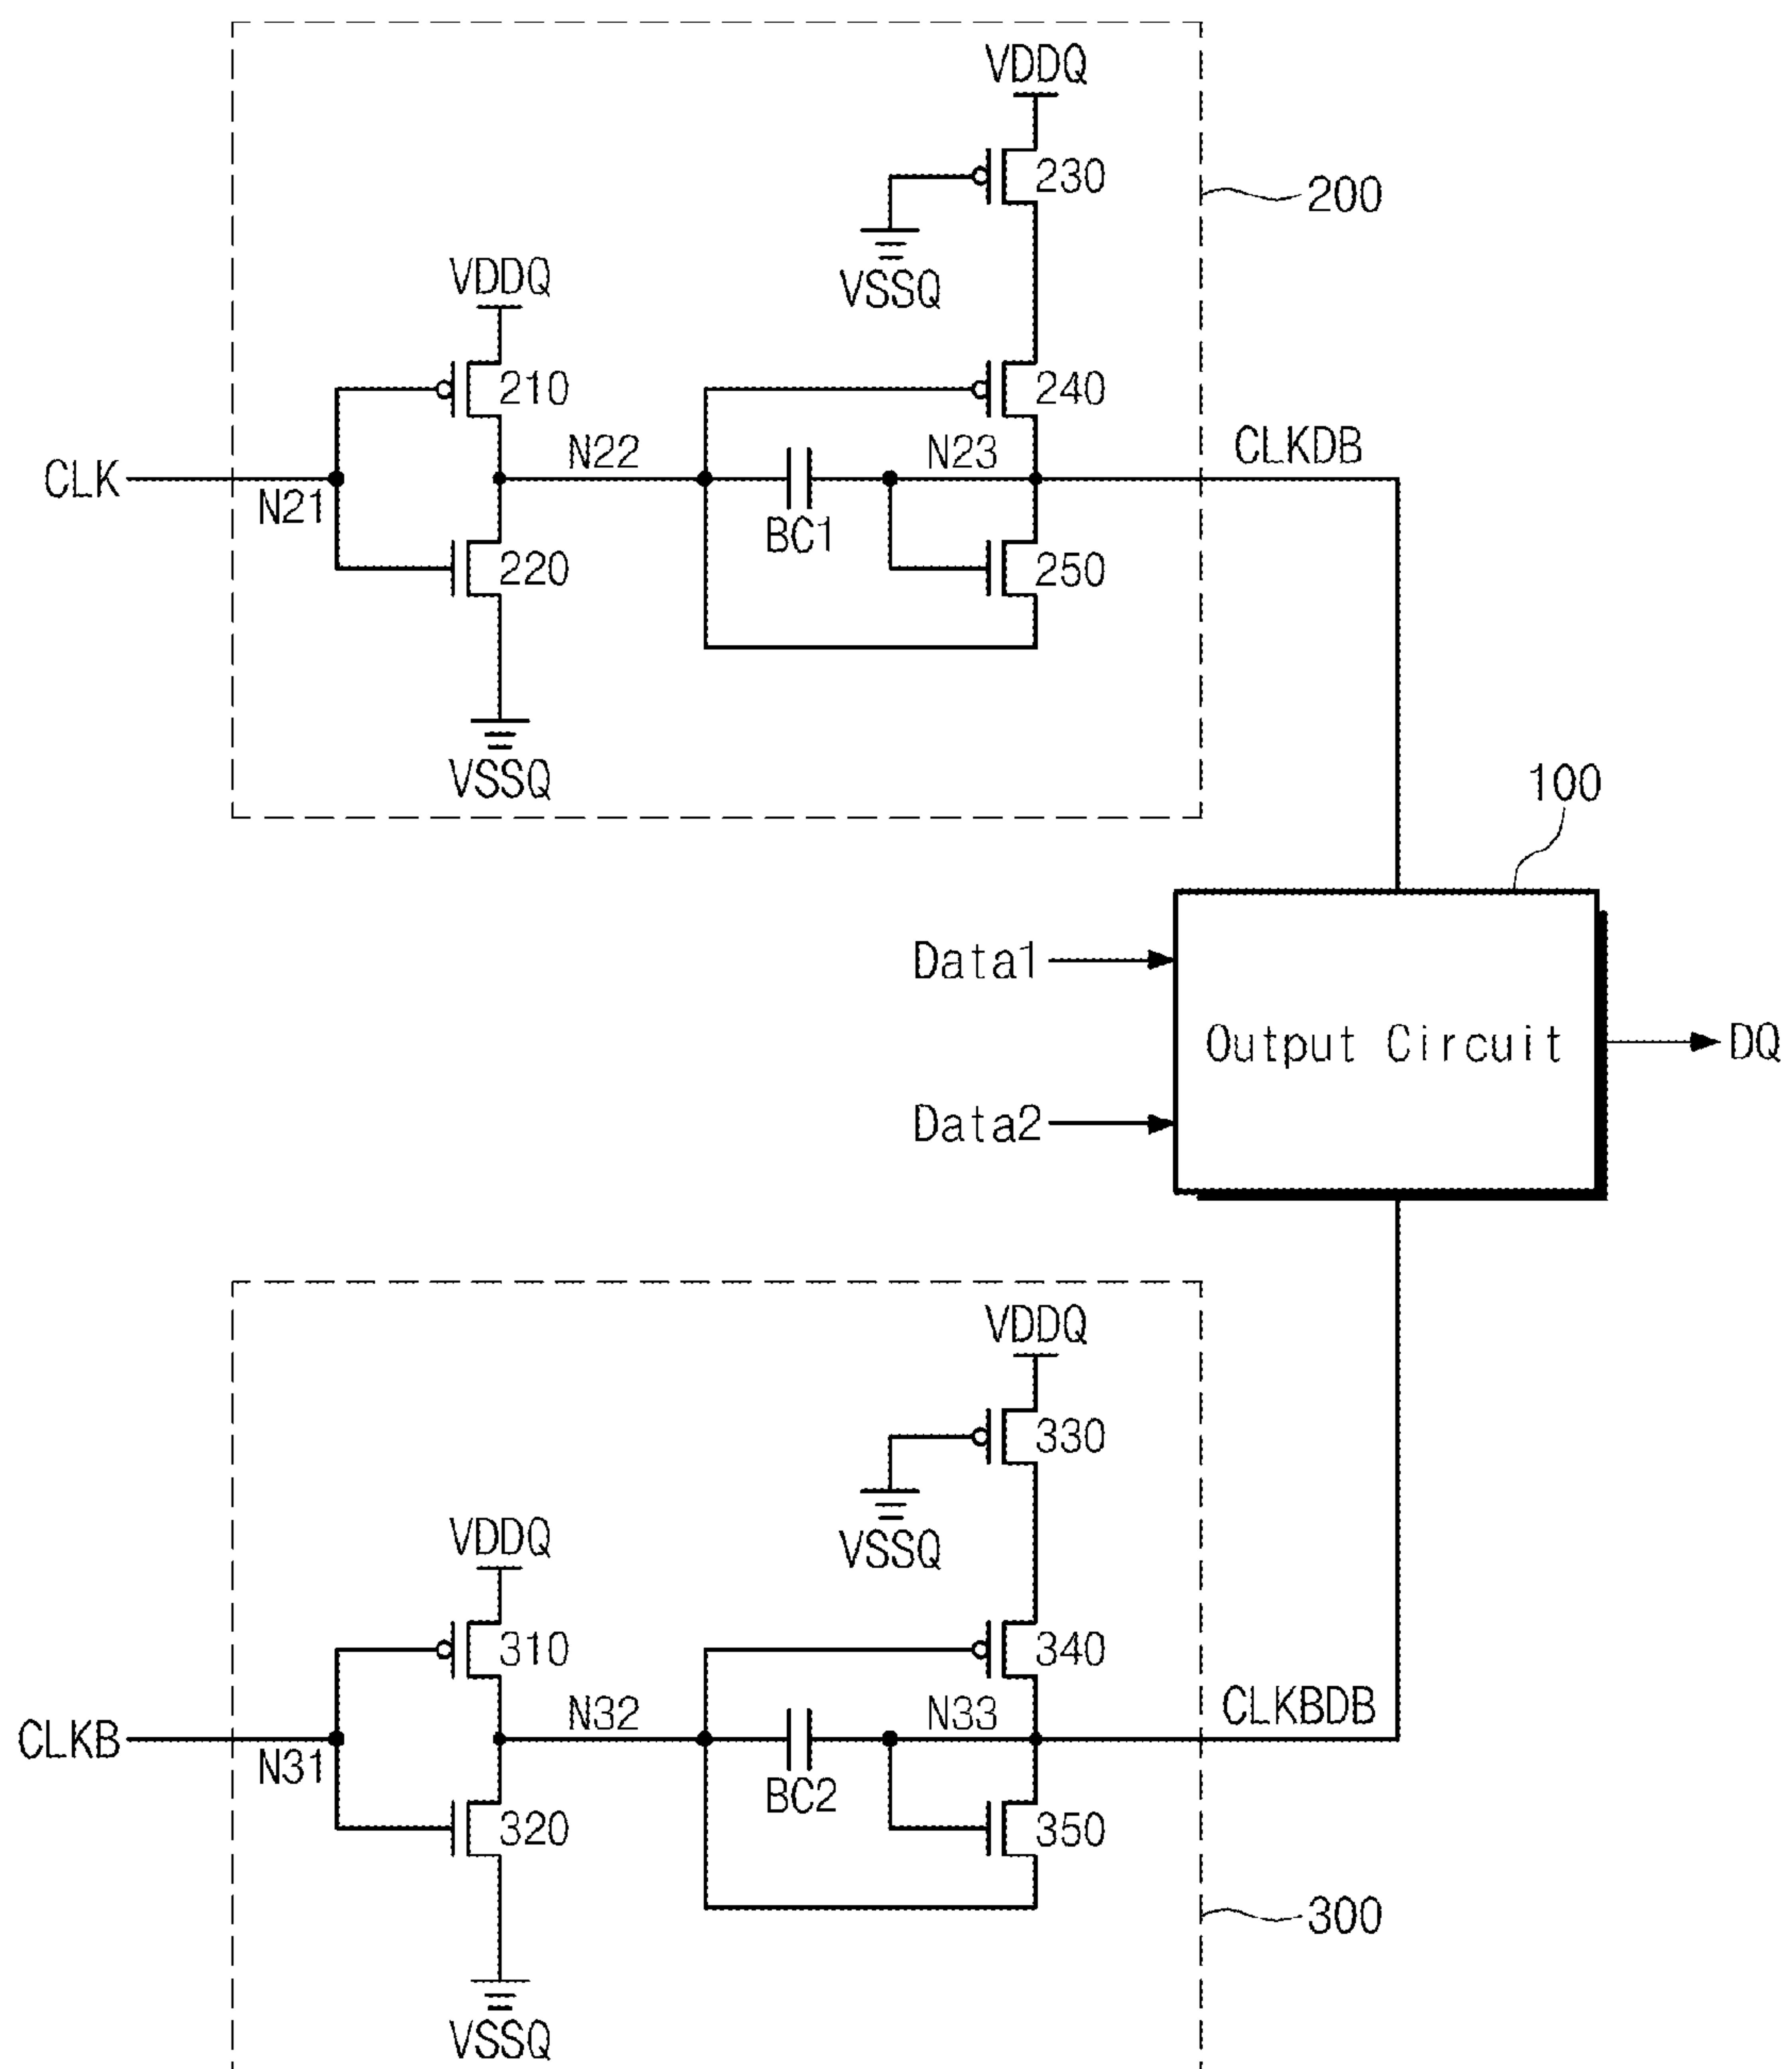 VDDQ
230
200
VSSQ
VDDQ
210
240
CLK
N21
N22
N23
CLKDB
BC1
220
250
VSSQ
100
Data1
Output Circuit
DQ
Data2
VDDQ
330
VSSQ
VDDQ
310
340
CLKB
N31
N32
N33
CLKBDB
BC2
320
350
300
VSSQ